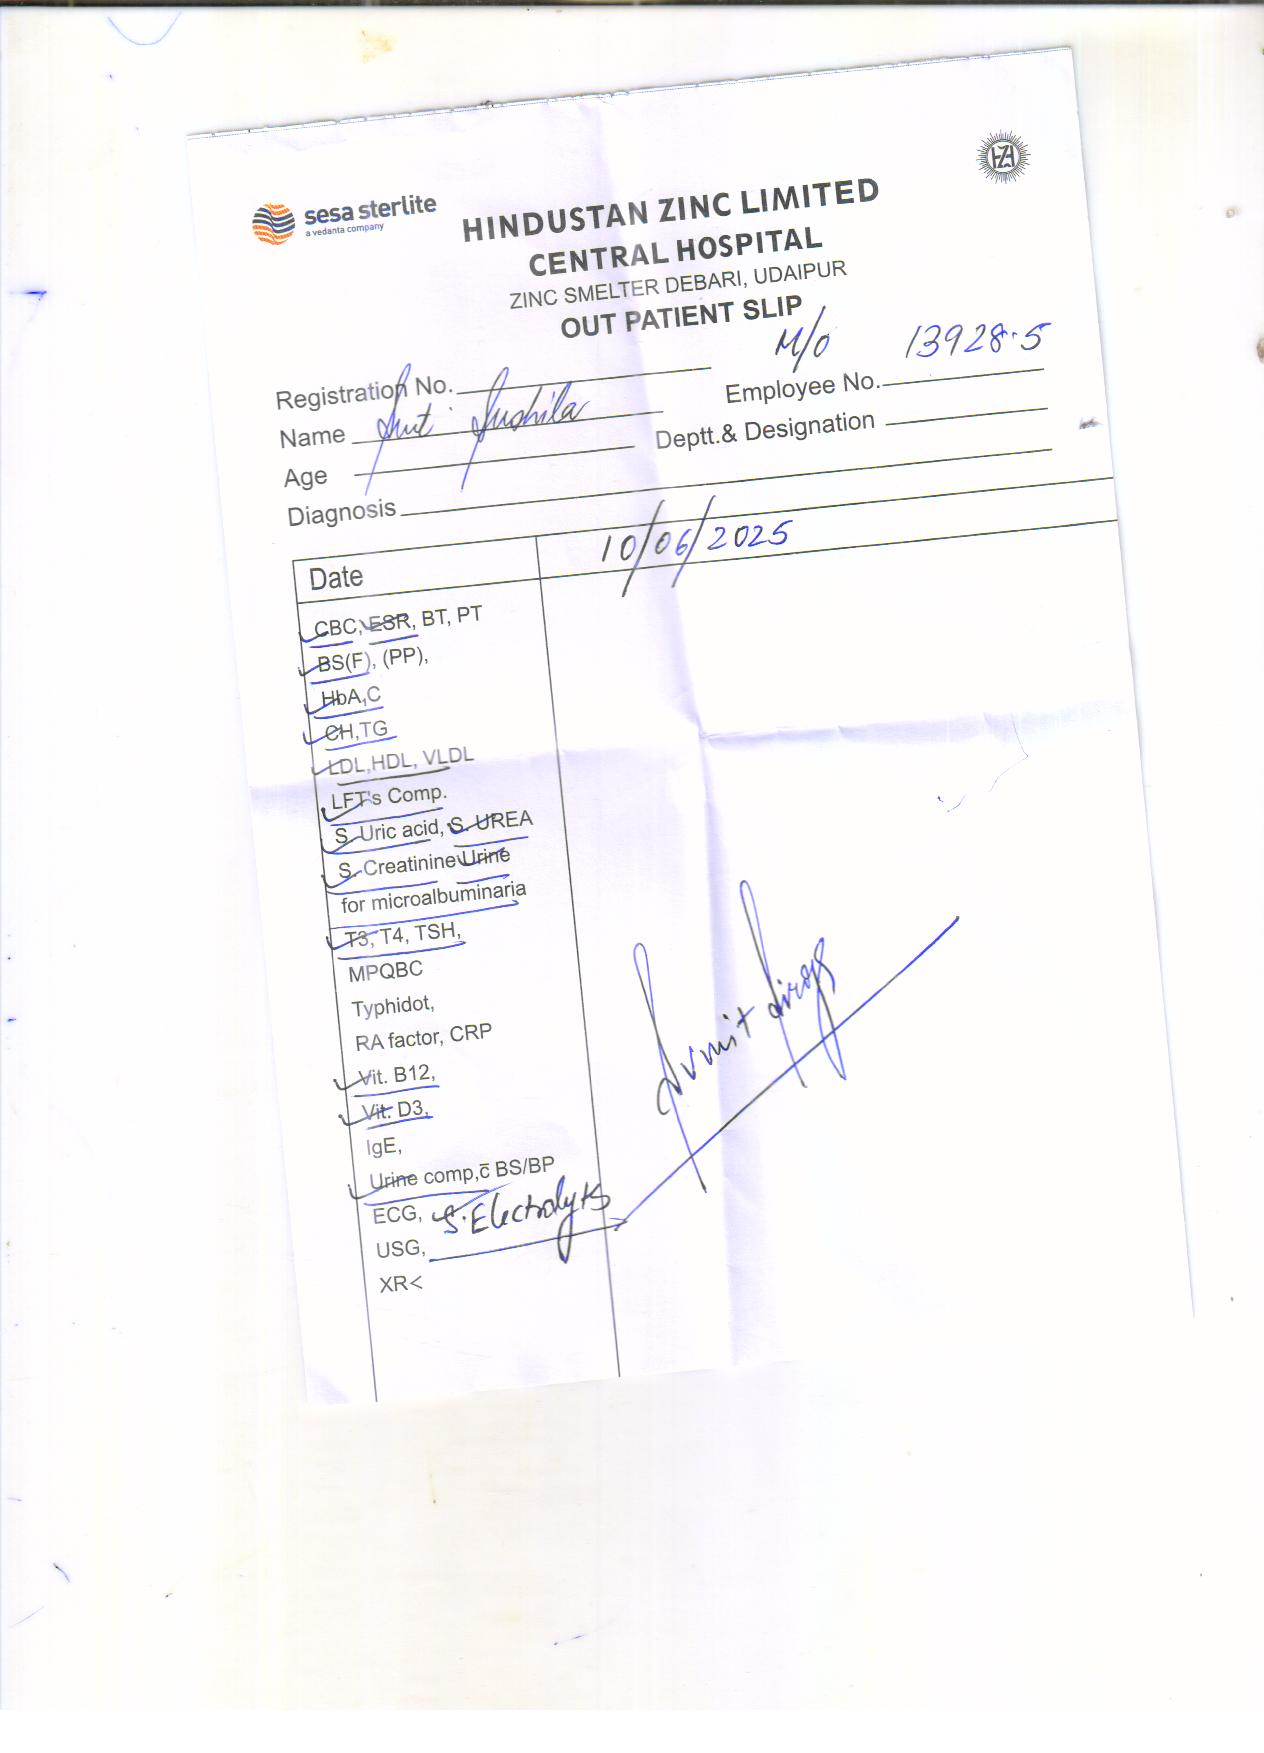 sesa sterlite
a vedanta company
HZL
HINDUSTAN ZINC LIMITED
CENTRAL HOSPITAL
ZINC SMELTER DEBARI, UDAIPUR
OUT PATIENT SLIP
Registration No.
M/O 13928-5
Employee No.
Name Smt Sushila
Deptt.& Designation
Age
Diagnosis
Date 10/06/2025
CBC, ESR, BT, PT
BS(F), (PP),
HbA,C
CH,TG
LDL,HDL, VLDL
LFT's Comp.
S. Uric acid, S. UREA
S. Creatinine Urine
for microalbuminaria
T3, T4, TSH,
MPQBC
Typhidot,
RA factor, CRP
Vit. B12,
Vit. D3,
IgE,
Urine comp,c̄ BS/BP
ECG, S. Electrolyts
USG,
XR<